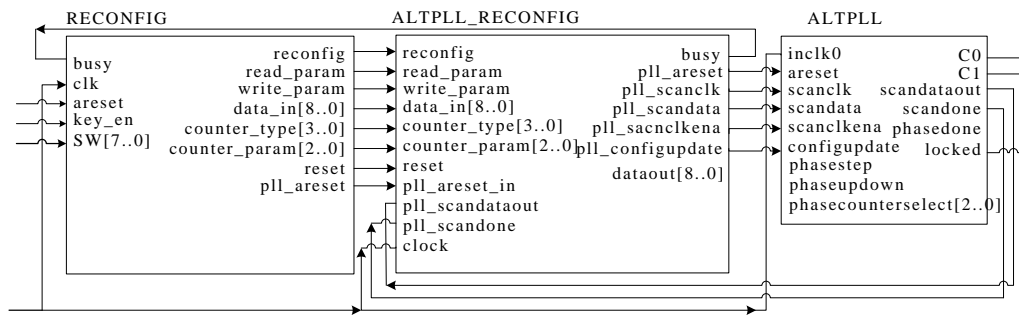 RECONFIG
busy
clk
areset
key_en
SW[7..0]
reconfig
read_param
write_param
data_in[8..0]
counter_type[3..0]
counter_param[2..0]
reset
pll_areset
ALTPLL_RECONFIG
reconfig
read_param
write_param
data_in[8..0]
counter_type[3..0]
counter_param[2..0]
reset
pll_areset_in
pll_scandataout
pll_scandone
clock
busy
pll_areset
pll_scanclk
pll_scandata
pll_sacnclkena
pll_configupdate
dataout[8..0]
ALTPLL
inclk0
areset
scanclk
scandata
scanclkena
configupdate
phasestep
phaseupdown
phasecounterselect[2..0]
C0
C1
scandataout
scandone
phasedone
locked